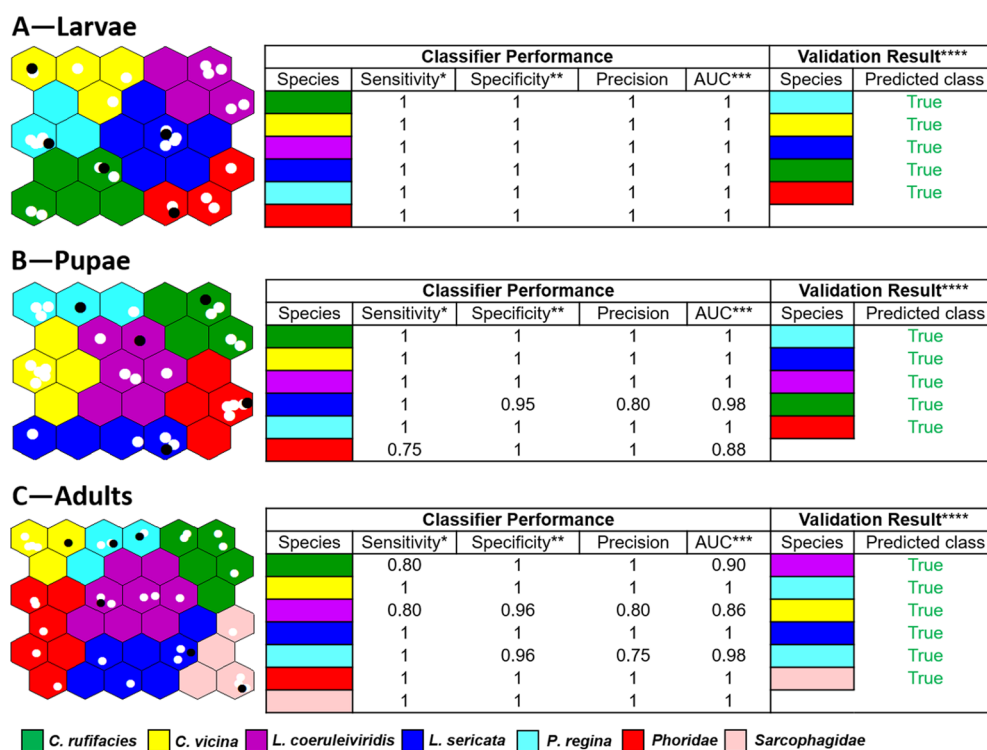 A—Larvae
Classifier Performance Validation Result****
Species Sensitivity* Specificity** Precision AUC*** Species Predicted class
1 1 1 1 True
1 1 1 1 True
1 1 1 1 True
1 1 1 1 True
1 1 1 1 True
1 1 1 1
B—Pupae
Classifier Performance Validation Result****
Species Sensitivity* Specificity** Precision AUC*** Species Predicted class
1 1 1 1 True
1 1 1 1 True
1 1 1 1 True
1 0.95 0.80 0.98 True
1 1 1 1 True
0.75 1 1 0.88
C—Adults
Classifier Performance Validation Result****
Species Sensitivity* Specificity** Precision AUC*** Species Predicted class
0.80 1 1 0.90 True
1 1 1 1 True
0.80 0.96 0.80 0.86 True
1 1 1 1 True
1 0.96 0.75 0.98 True
1 1 1 1 True
1 1 1 1
C. rufifacies C. vicina L. coeruleiviridis L. sericata P. regina Phoridae Sarcophagidae